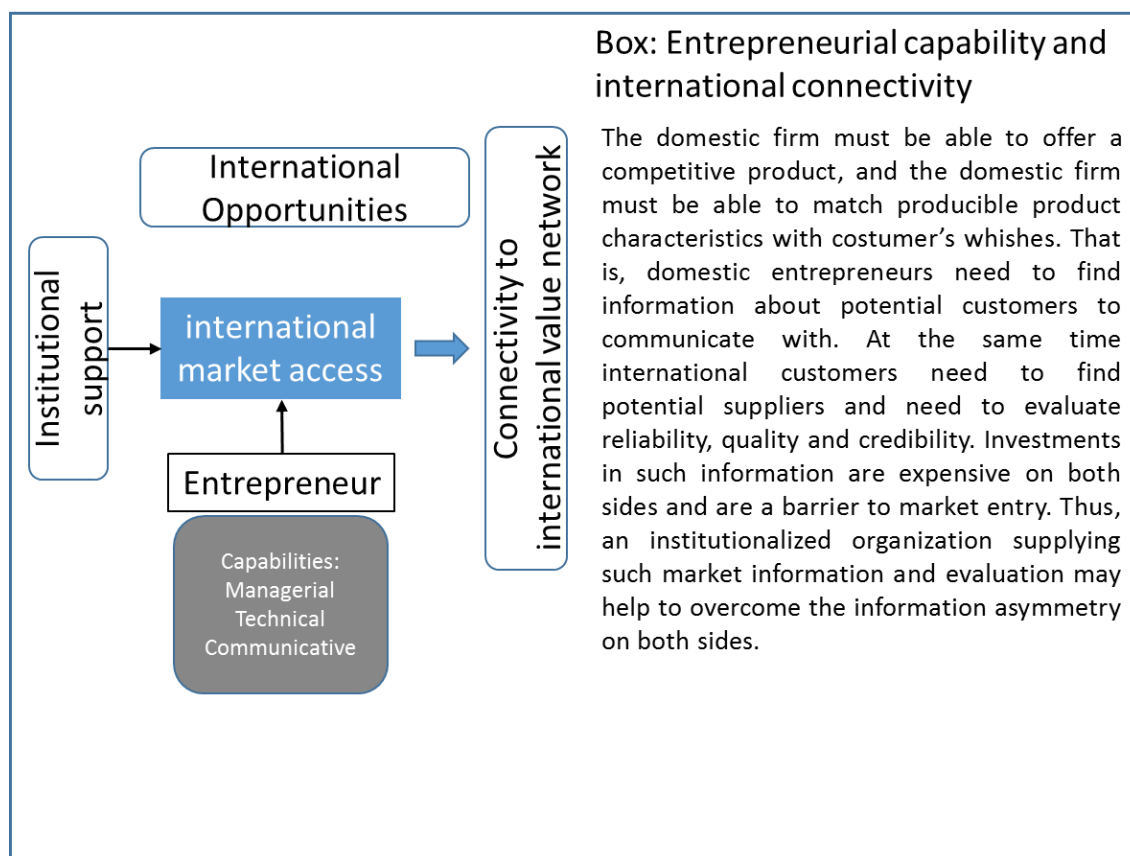 Box: Entrepreneurial capability and
international connectivity
International
Opportunities
Institutional
support
international
market access
Entrepreneur
Capabilities:
Managerial
Technical
Communicative
Connectivity to
international value network
The domestic firm must be able to offer a
competitive product, and the domestic firm
must be able to match producible product
characteristics with costumer’s whishes. That
is, domestic entrepreneurs need to find
information about potential customers to
communicate with. At the same time
international customers need to find
potential suppliers and need to evaluate
reliability, quality and credibility. Investments
in such information are expensive on both
sides and are a barrier to market entry. Thus,
an institutionalized organization supplying
such market information and evaluation may
help to overcome the information asymmetry
on both sides.